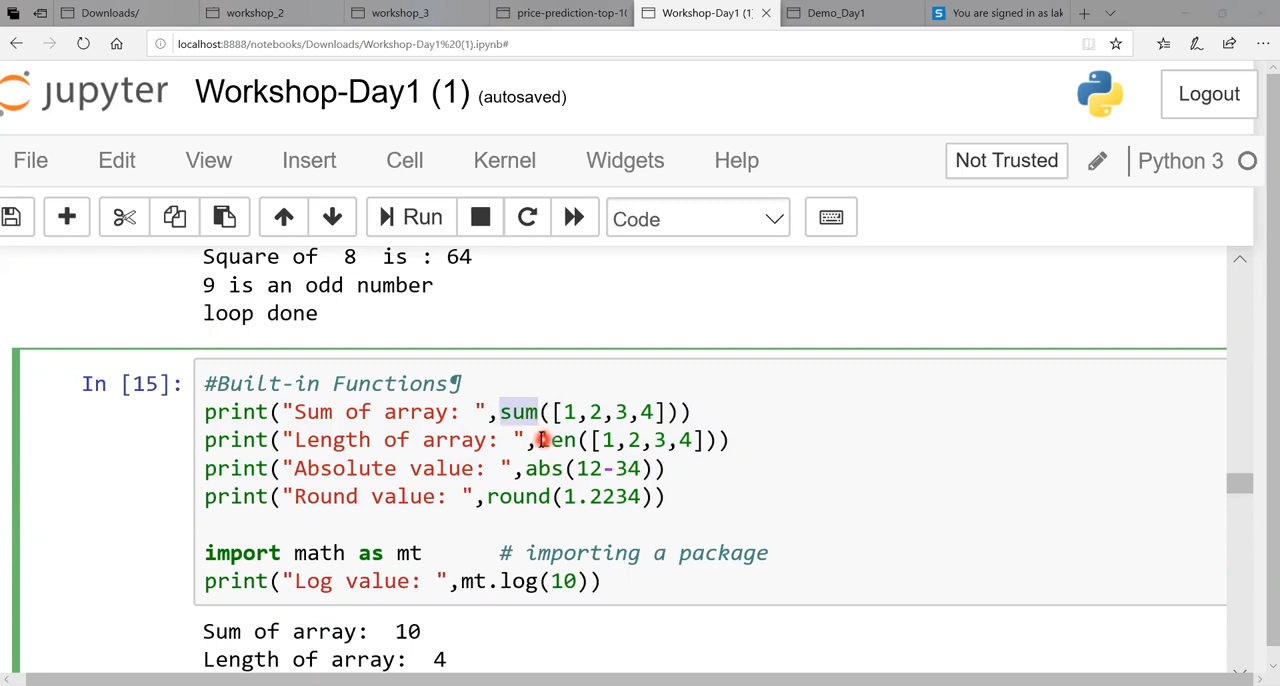 Downloads/
workshop_2
workshop_3
price-prediction-top-1(
Workshop-Day1 (1)
Demo_Day1
S You are signed in as lak
localhost:8888/notebooks/Downloads/Workshop-Day1%20(1).ipynb#
jupyter Workshop-Day1 (1) (autosaved)
Logout
File Edit View Insert Cell Kernel Widgets Help
Not Trusted
Python 3
Run
Code
Square of  8  is : 64
9 is an odd number
loop done
In [15]:
#Built-in Functions¶
print("Sum of array: ",sum([1,2,3,4]))
print("Length of array: ",len([1,2,3,4]))
print("Absolute value: ",abs(12-34))
print("Round value: ",round(1.2234))
import math as mt      # importing a package
print("Log value: ",mt.log(10))
Sum of array:  10
Length of array:  4